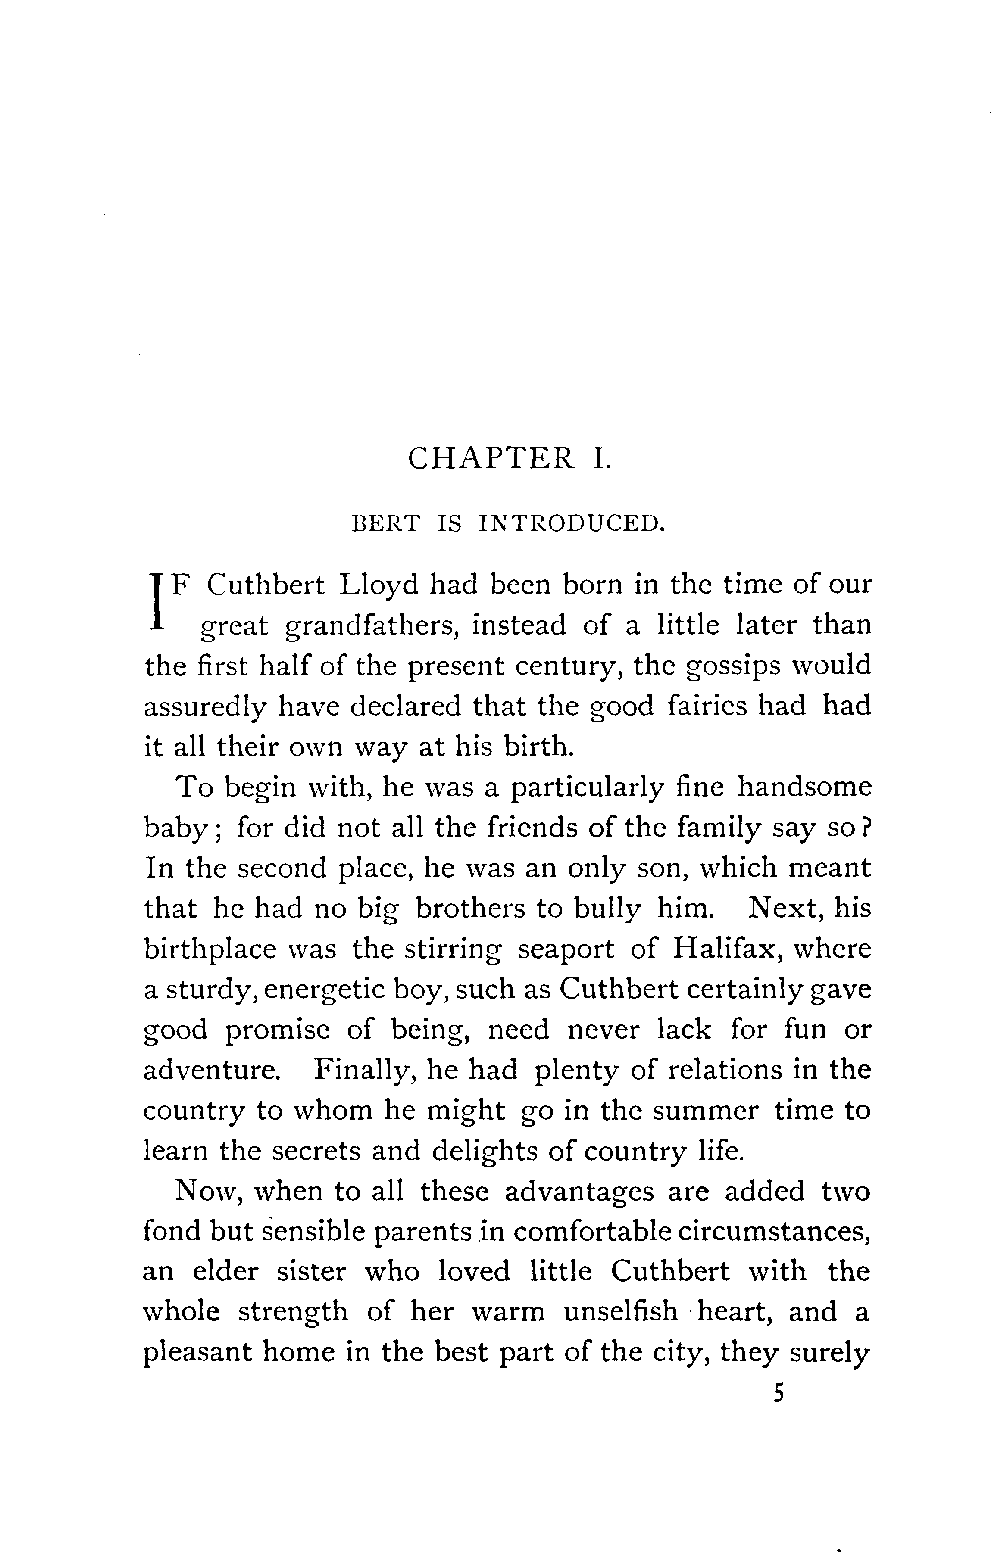 CHAPTER I.
BERT IS INTRODUCED.
IF Cuthbert Lloyd had been born in the time of our
great grandfathers, instead of a little later than
the first half of the present century, the gossips would
assuredly have declared that the good fairies had had
it all their own way at his birth.
To begin with, he was a particularly fine handsome
baby; for did not all the friends of the family say so?
In the second place, he was an only son, which meant
that he had no big brothers to bully him. Next, his
birthplace was the stirring seaport of Halifax, where
a sturdy, energetic boy, such as Cuthbert certainly gave
good promise of being, need never lack for fun or
adventure. Finally, he had plenty of relations in the
country to whom he might go in the summer time to
learn the secrets and delights of country life.
Now, when to all these advantages are added two
fond but sensible parents in comfortable circumstances,
an elder sister who loved little Cuthbert with the
whole strength of her warm unselfish heart, and a
pleasant home in the best part of the city, they surely
5